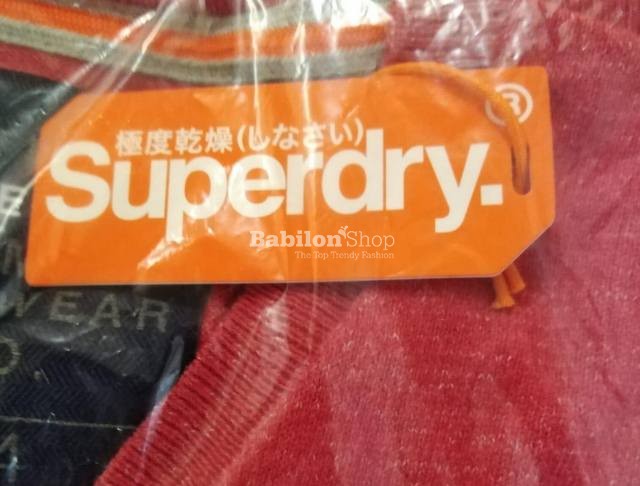 極度乾燥(しなさい)
Superdry.®
Babilon Shop
The Top Trendy Fashion
WEAR